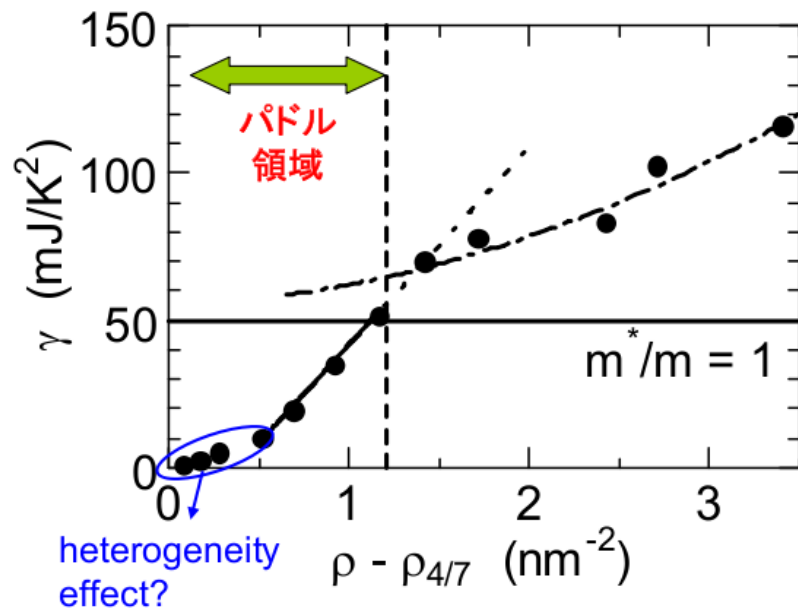 150
100
50
0
γ (mJ/K²)
パドル
領域
m*/m = 1
0
1
2
3
heterogeneity
effect?
ρ - ρ4/7 (nm⁻²)